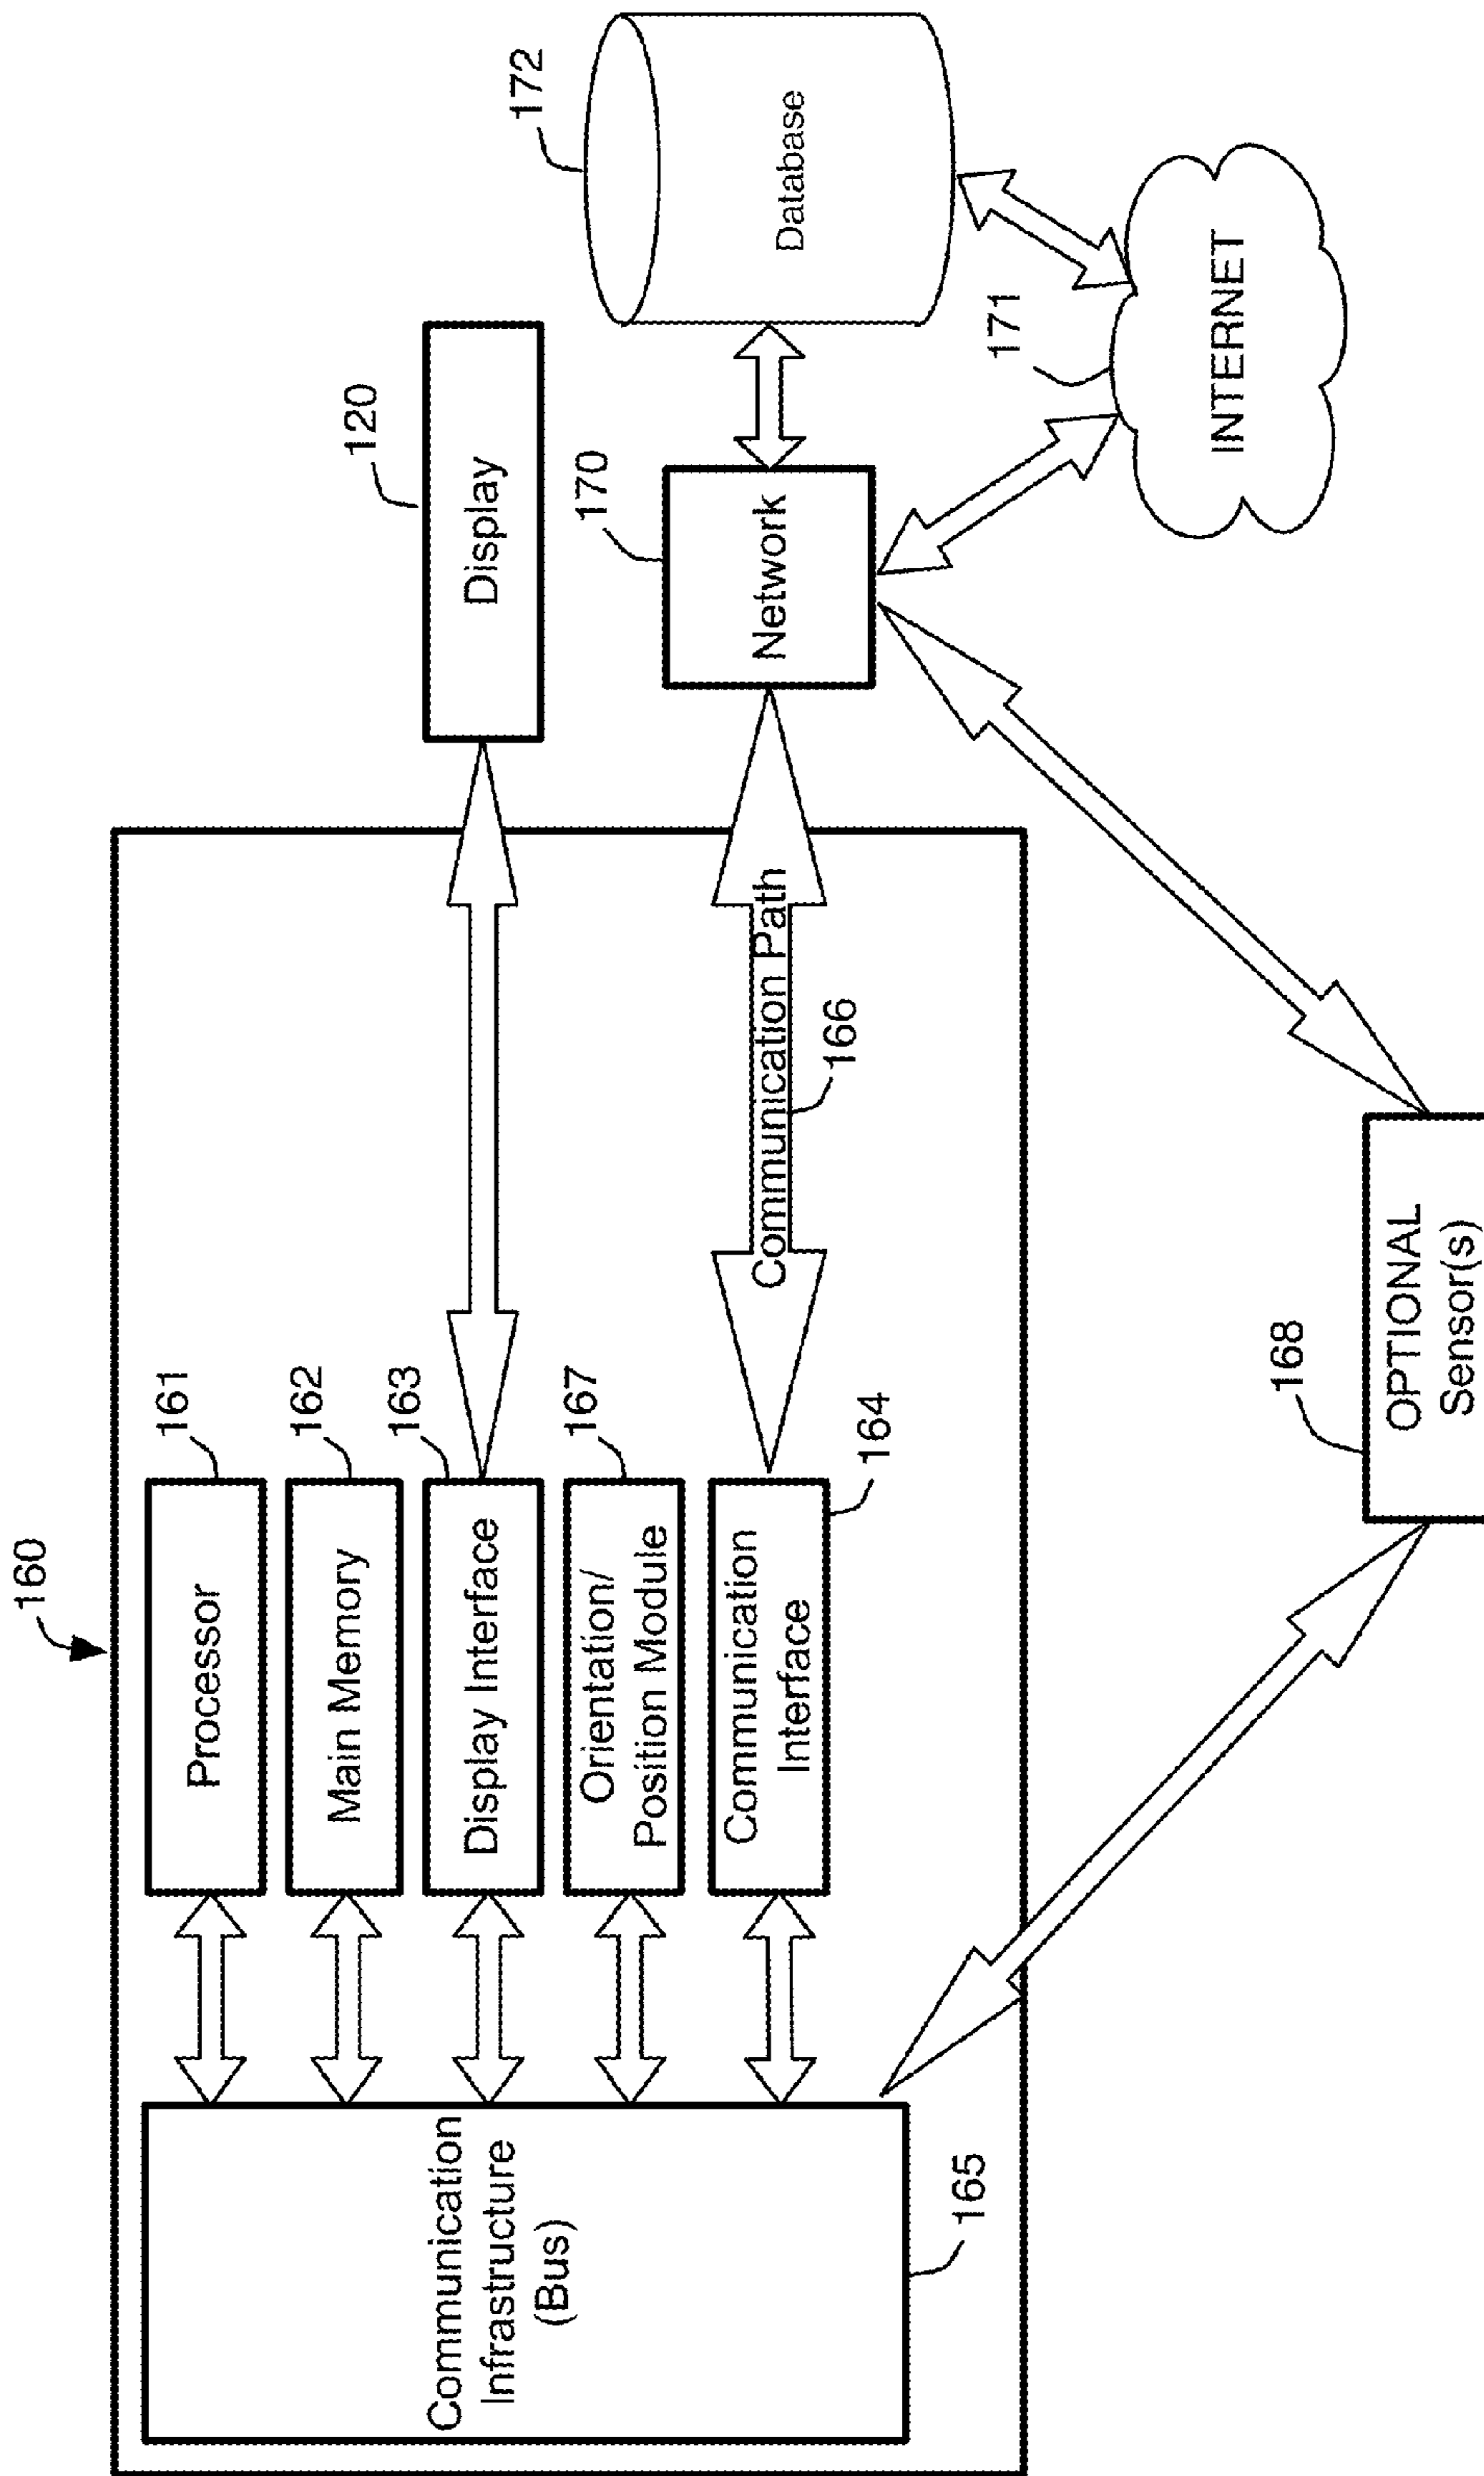 160
Communication
Infrastructure
(Bus)
165
Processor
161
Main Memory
162
Display Interface
163
Orientation/
Position Module
167
Communication
Interface
164
Communication Path
166
Display
120
Network
170
Database
172
INTERNET
171
OPTIONAL
Sensor(s)
168